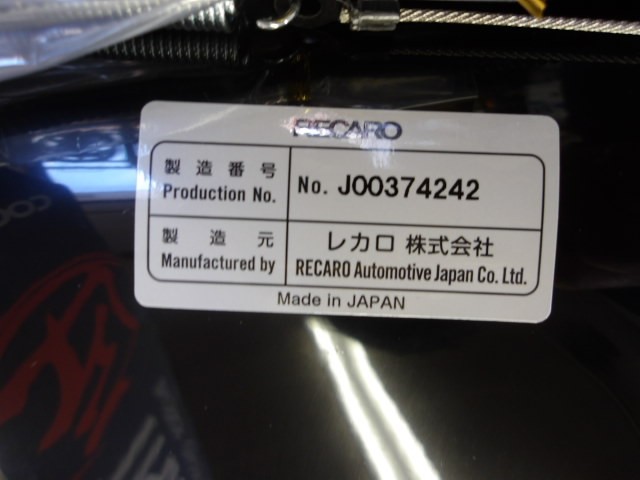 RECARO
製造番号
Production No.
No. J00374242
製造元
Manufactured by
レカロ 株式会社
RECARO Automotive Japan Co. Ltd.
Made in JAPAN